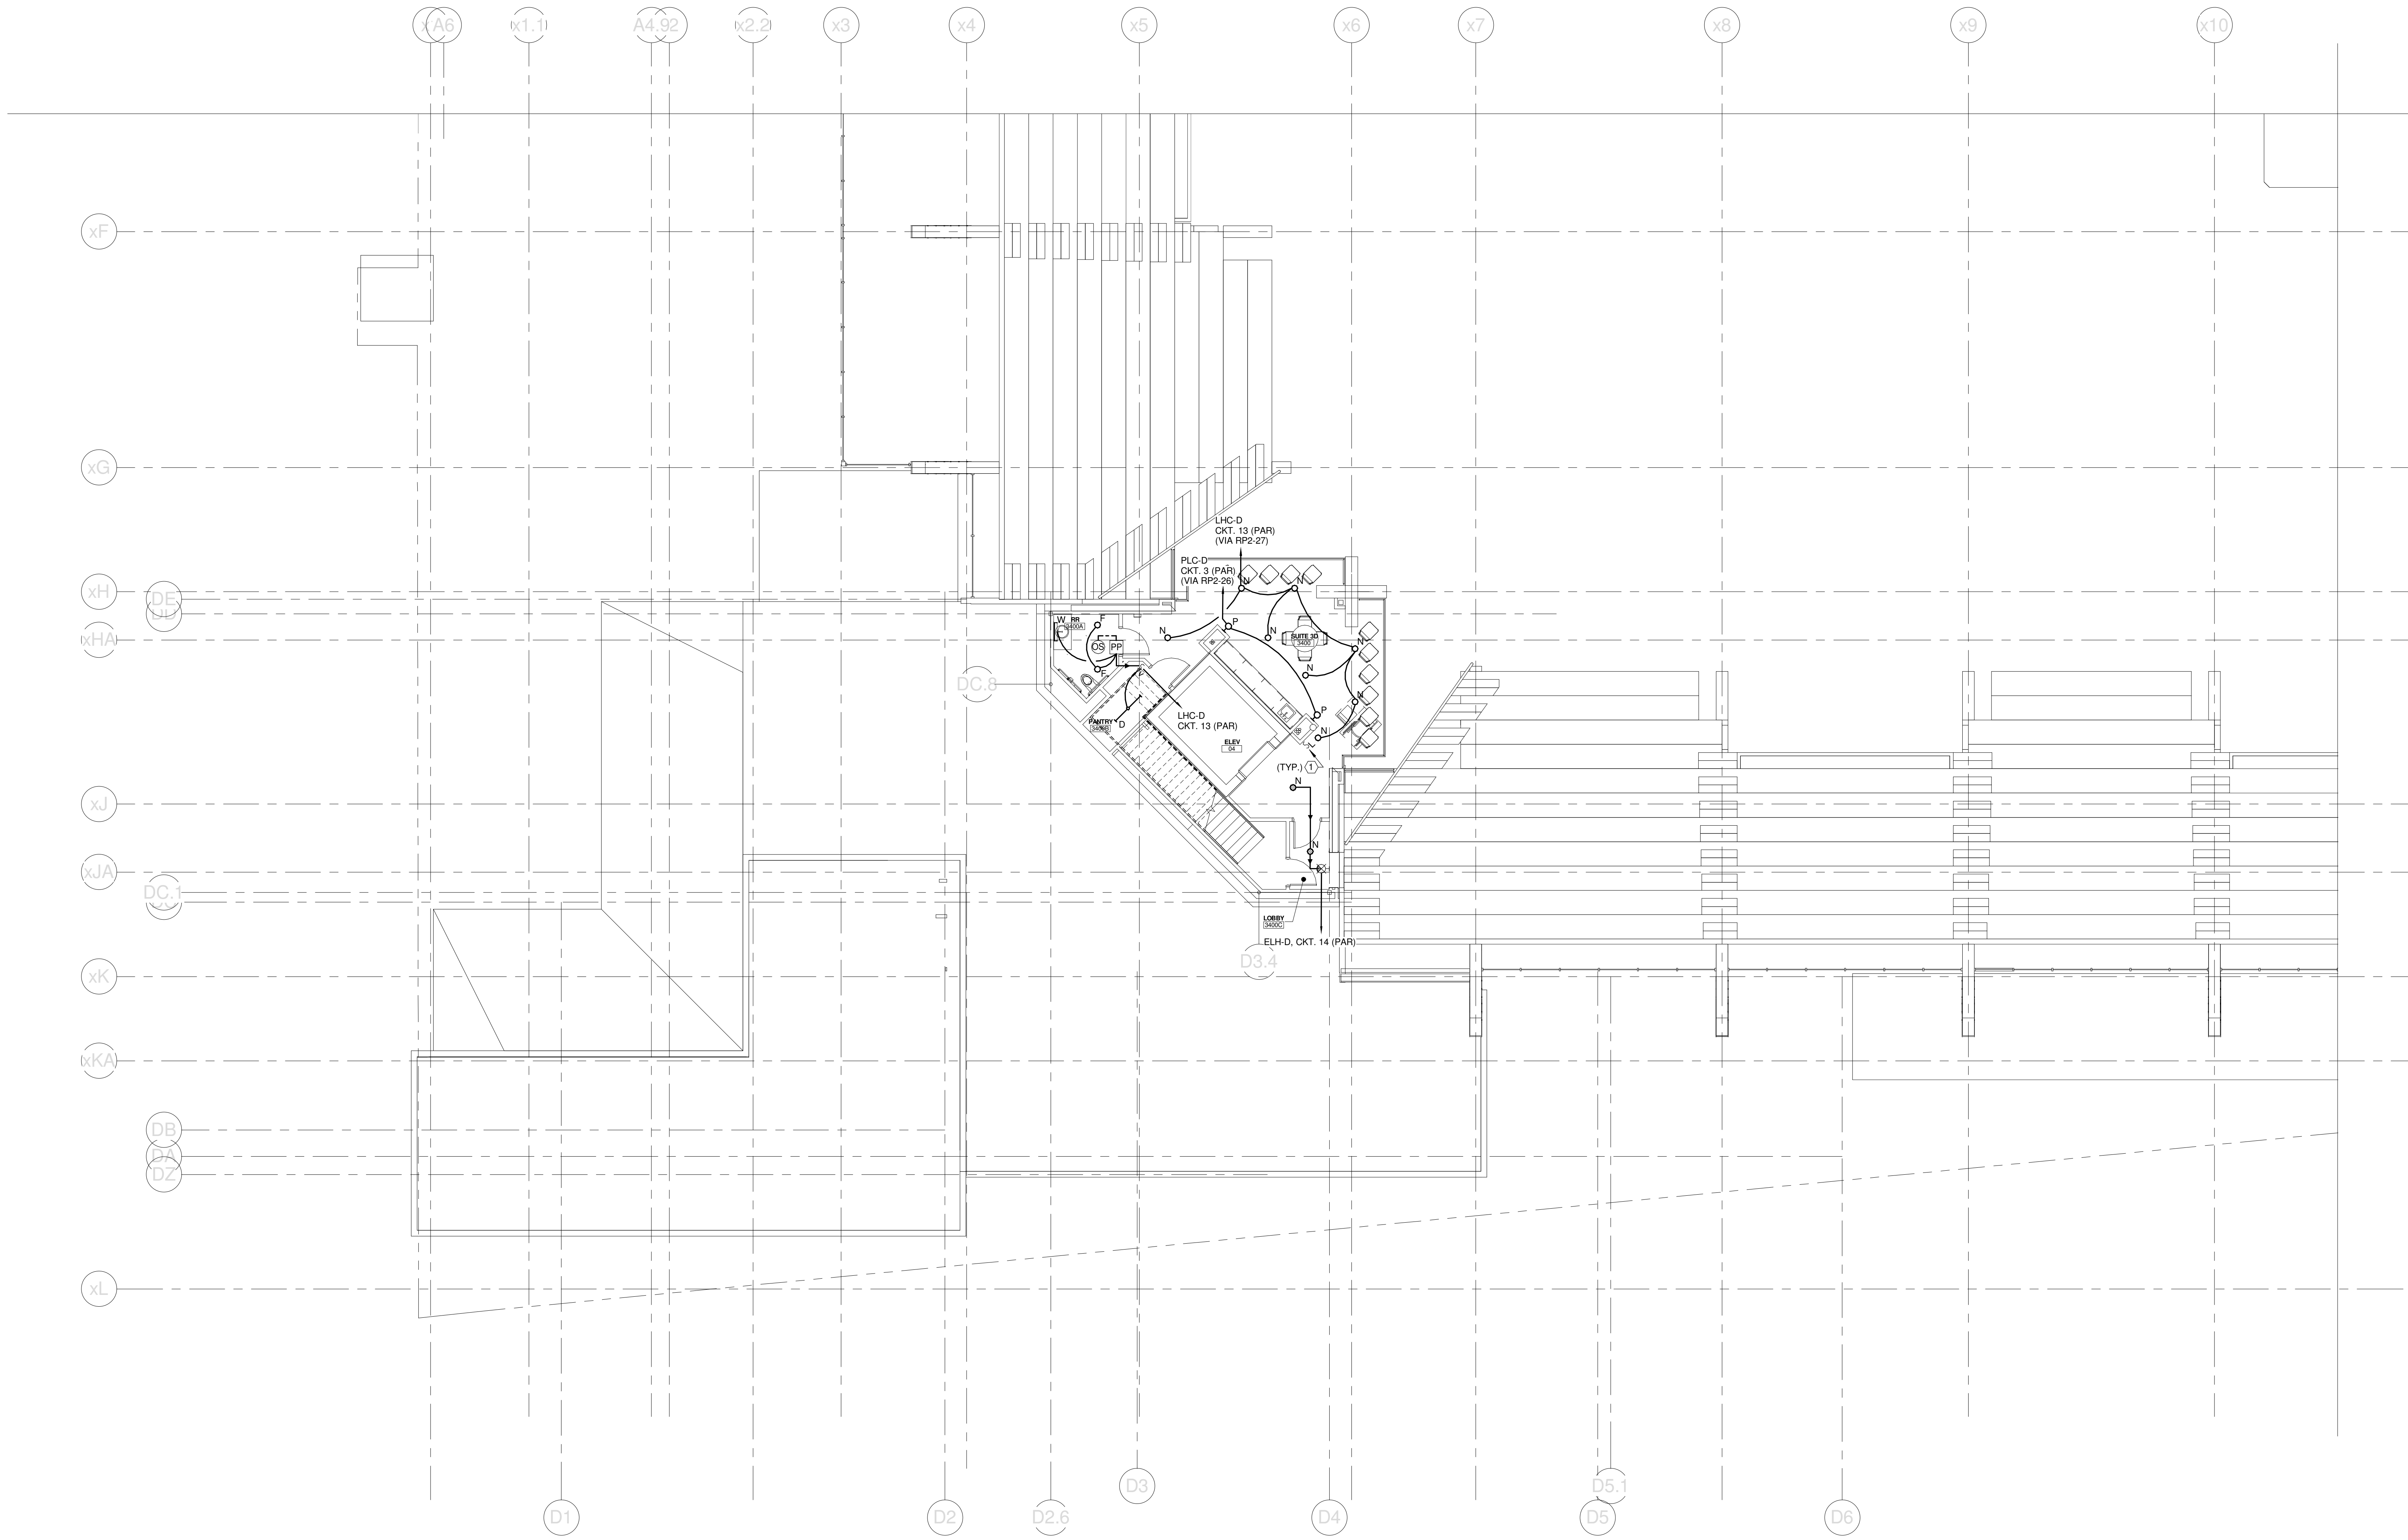 A6
x1.1
A4.9
x2.2
x3
x4
x5
x6
x7
x8
x9
x10
xF
xG
LHC-D
CKT. 13 (PAR)
(VIA RP2-27)
PLC-D
CKT. 3 (PAR)
(VIA RP2-26)
N
N
xH
DE
W
RR
3400A
F
N
P
N
SUITE 3D
3400
xHA
OS
PP
N
F
N
DC.8
N
LHC-D
CKT. 13 (PAR)
P
PANTRY
D
N
ELEV
04
(TYP.)
1
N
xJ
N
xJA
DC.1
LOBBY
3400C
ELH-D, CKT. 14 (PAR)
D3.4
xK
xKA
DB
DA
DZ
xL
D3
D5.1
D1
D2
D2.6
D4
D5
D6